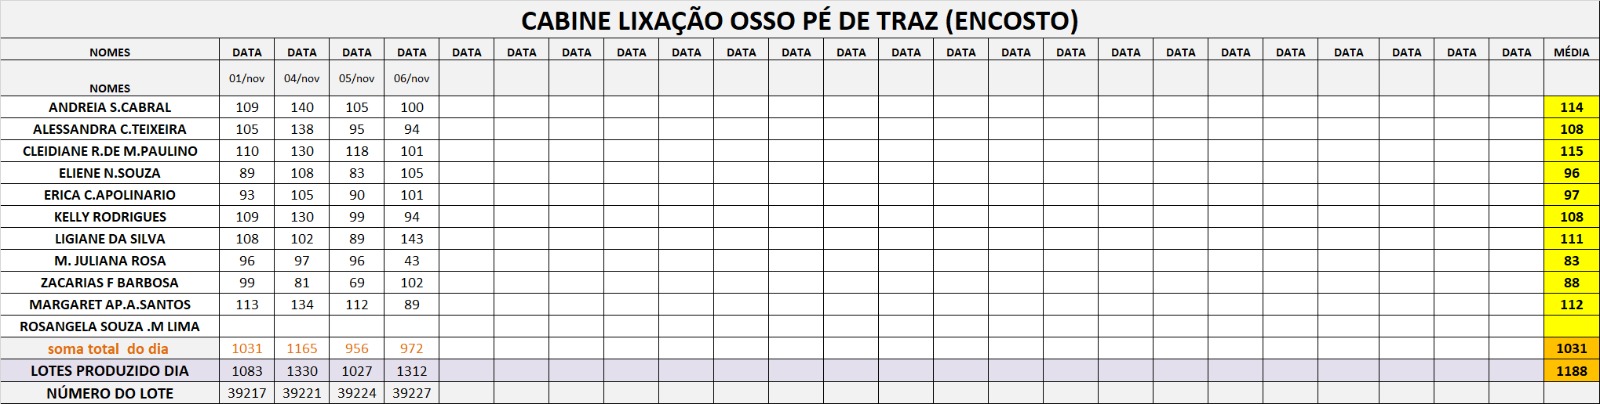 CABINE LIXAÇÃO OSSO PÉ DE TRAZ (ENCOSTO)
NOMES DATA DATA DATA DATA DATA DATA DATA DATA DATA DATA DATA DATA DATA DATA DATA DATA DATA DATA DATA DATA DATA DATA DATA DATA MÉDIA
NOMES 01/nov 04/nov 05/nov 06/nov
ANDREIA S.CABRAL 109 140 105 100 114
ALESSANDRA C.TEIXEIRA 105 138 95 94 108
CLEIDIANE R.DE M.PAULINO 110 130 118 101 115
ELIENE N.SOUZA 89 108 83 105 96
ERICA C.APOLINARIO 93 105 90 101 97
KELLY RODRIGUES 109 130 99 94 108
LIGIANE DA SILVA 108 102 89 143 111
M. JULIANA ROSA 96 97 96 43 83
ZACARIAS F BARBOSA 99 81 69 102 88
MARGARET AP.A.SANTOS 113 134 112 89 112
ROSANGELA SOUZA .M LIMA
soma total do dia 1031 1165 956 972 1031
LOTES PRODUZIDO DIA 1083 1330 1027 1312 1188
NÚMERO DO LOTE 39217 39221 39224 39227